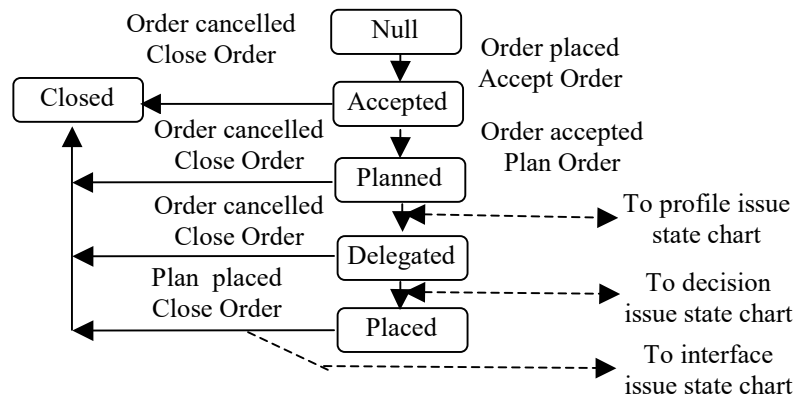 Order cancelled
Close Order
Null
Order placed
Accept Order
Closed
Accepted
Order cancelled
Close Order
Order accepted
Plan Order
Planned
Order cancelled
Close Order
To profile issue
state chart
Delegated
Plan placed
Close Order
To decision
issue state chart
Placed
To interface
issue state chart